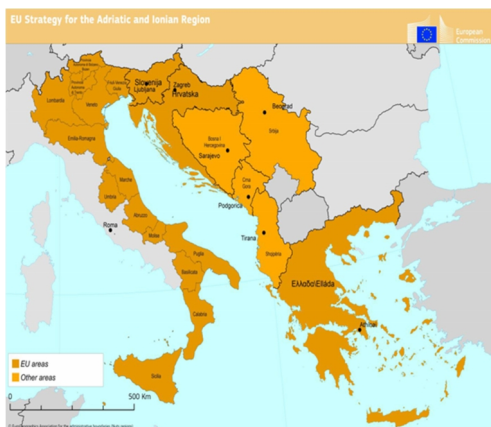 EU Strategy for the Adriatic and Ionian Region
European
Commission
Slovenija
Ljubljana
Zagreb
Hrvatska
Lombardia
Veneto
Emilia-Romagna
Beograd
Srbija
Bosna i
Hercegovina
Sarajevo
Marche
Umbria
Crna
Gora
Podgorica
Abruzzo
Roma
Molise
Tirana
Puglia
Shqipëria
Basilicata
Ελλάδα\Elláda
Calabria
EU areas
Other areas
Sicilia
0
500 Km